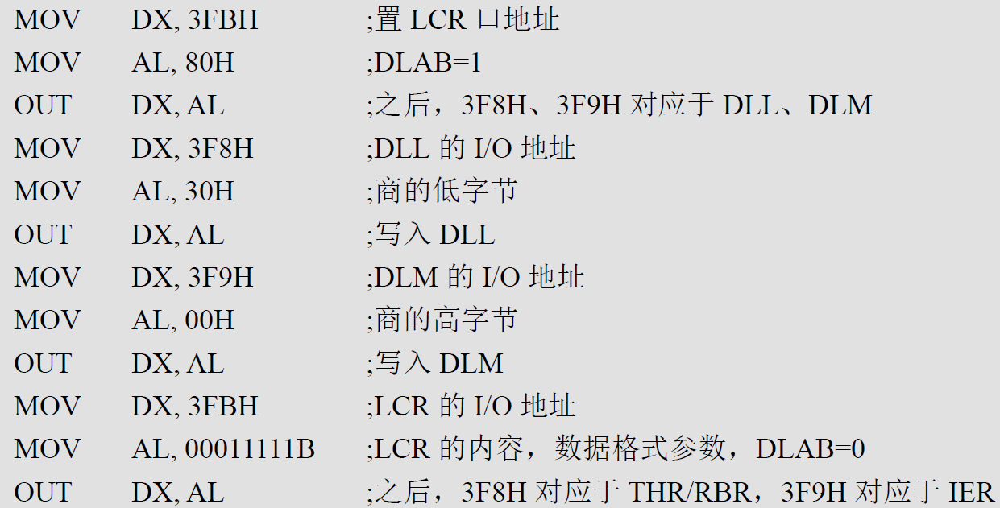 MOV DX, 3FBH ;置 LCR 口地址
MOV AL, 80H ;DLAB=1
OUT DX, AL ;之后，3F8H、3F9H 对应于 DLL、DLM
MOV DX, 3F8H ;DLL 的 I/O 地址
MOV AL, 30H ;商的低字节
OUT DX, AL ;写入 DLL
MOV DX, 3F9H ;DLM 的 I/O 地址
MOV AL, 00H ;商的高字节
OUT DX, AL ;写入 DLM
MOV DX, 3FBH ;LCR 的 I/O 地址
MOV AL, 00011111B ;LCR 的内容，数据格式参数，DLAB=0
OUT DX, AL ;之后，3F8H 对应于 THR/RBR，3F9H 对应于 IER